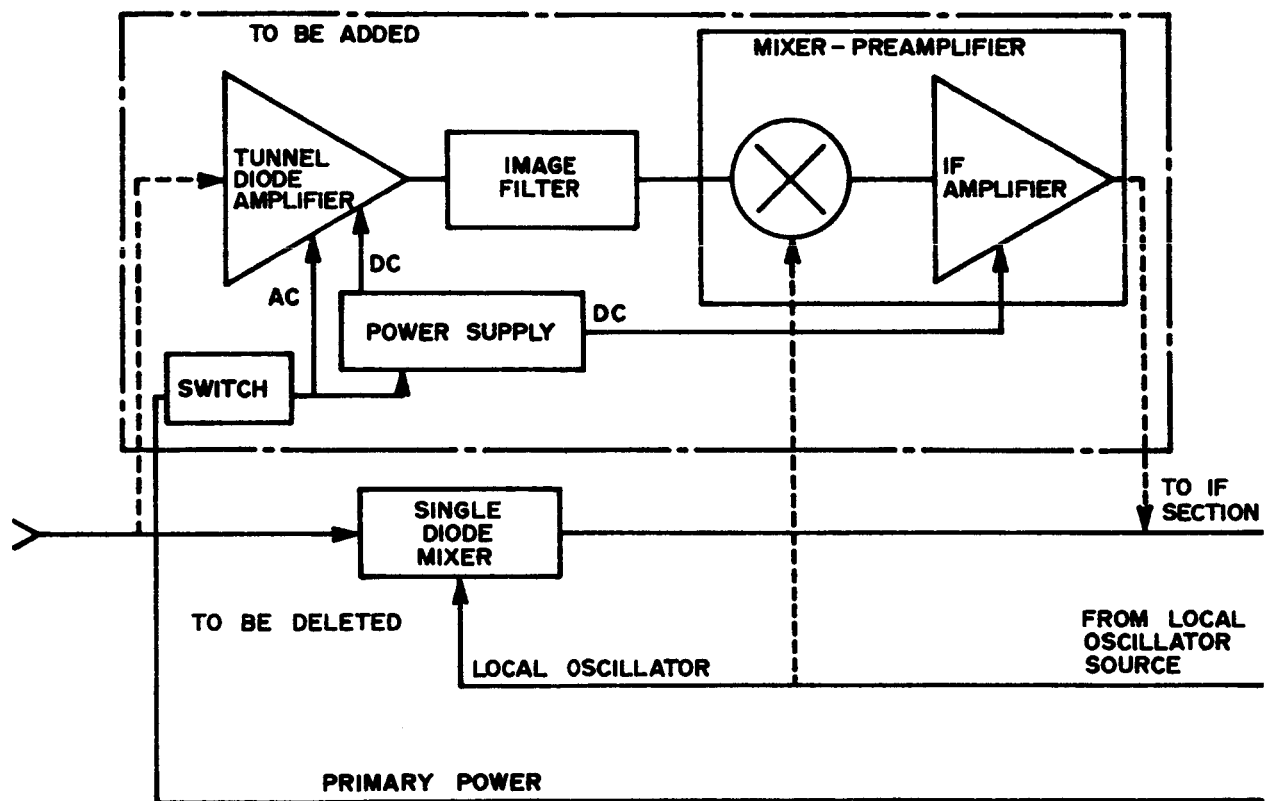 TO BE ADDED
MIXER-PREAMPLIFIER
TUNNEL
DIODE
AMPLIFIER
IMAGE
FILTER
IF
AMPLIFIER
DC
AC
POWER SUPPLY
DC
SWITCH
SINGLE
DIODE
MIXER
TO IF
SECTION
TO BE DELETED
FROM LOCAL
OSCILLATOR
SOURCE
LOCAL OSCILLATOR
PRIMARY POWER